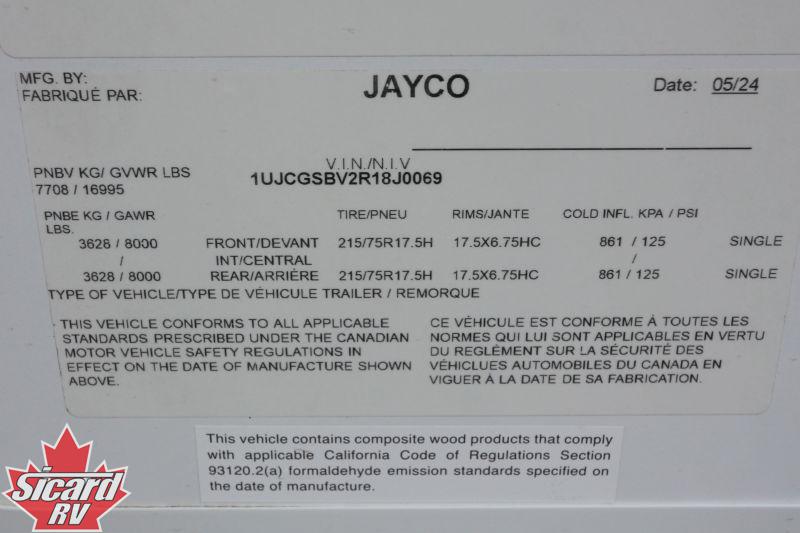 MFG. BY: JAYCO Date: 05/24
FABRIQUÉ PAR:
V.I.N./N.I.V
PNBV KG/ GVWR LBS
1UJCGSBV2R18J0069
7708 / 16995
PNBE KG / GAWR TIRE/PNEU RIMS/JANTE COLD INFL. KPA / PSI
LBS.
3628 / 8000 FRONT/DEVANT 215/75R17.5H 17.5X6.75HC 861 / 125 SINGLE
/ INT/CENTRAL /
3628 / 8000 REAR/ARRIÈRE 215/75R17.5H 17.5X6.75HC 861 / 125 SINGLE
TYPE OF VEHICLE/TYPE DE VÉHICULE TRAILER / REMORQUE
THIS VEHICLE CONFORMS TO ALL APPLICABLE
STANDARDS PRESCRIBED UNDER THE CANADIAN
MOTOR VEHICLE SAFETY REGULATIONS IN
EFFECT ON THE DATE OF MANUFACTURE SHOWN
ABOVE.
CE VÉHICULE EST CONFORME À TOUTES LES
NORMES QUI LUI SONT APPLICABLES EN VERTU
DU REGLÉMENT SUR LA SÉCURITÉ DES
VÉHICLUES AUTOMOBILES DU CANADA EN
VIGUER À LA DATE DE SA FABRICATION.
This vehicle contains composite wood products that comply
with applicable California Code of Regulations Section
93120.2(a) formaldehyde emission standards specified on
the date of manufacture.
Sicard
RV